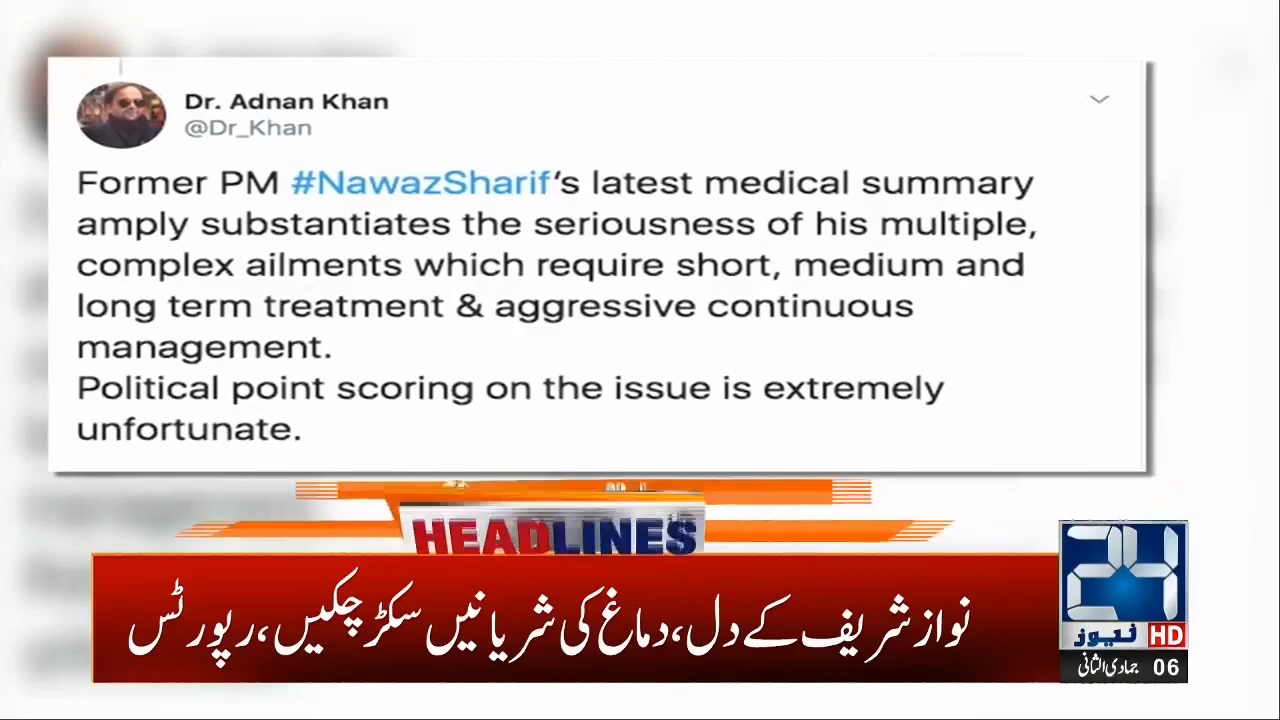 Dr. Adnan Khan
@Dr_Khan
Former PM #NawazSharif's latest medical summary
amply substantiates the seriousness of his multiple,
complex ailments which require short, medium and
long term treatment & aggressive continuous
management.
Political point scoring on the issue is extremely
unfortunate.
HEADLINES
نواز شریف کے دل، دماغ کی شریانیں سکڑ چکیں، رپورٹس
24
نیوز HD
06 جمادی الثانی